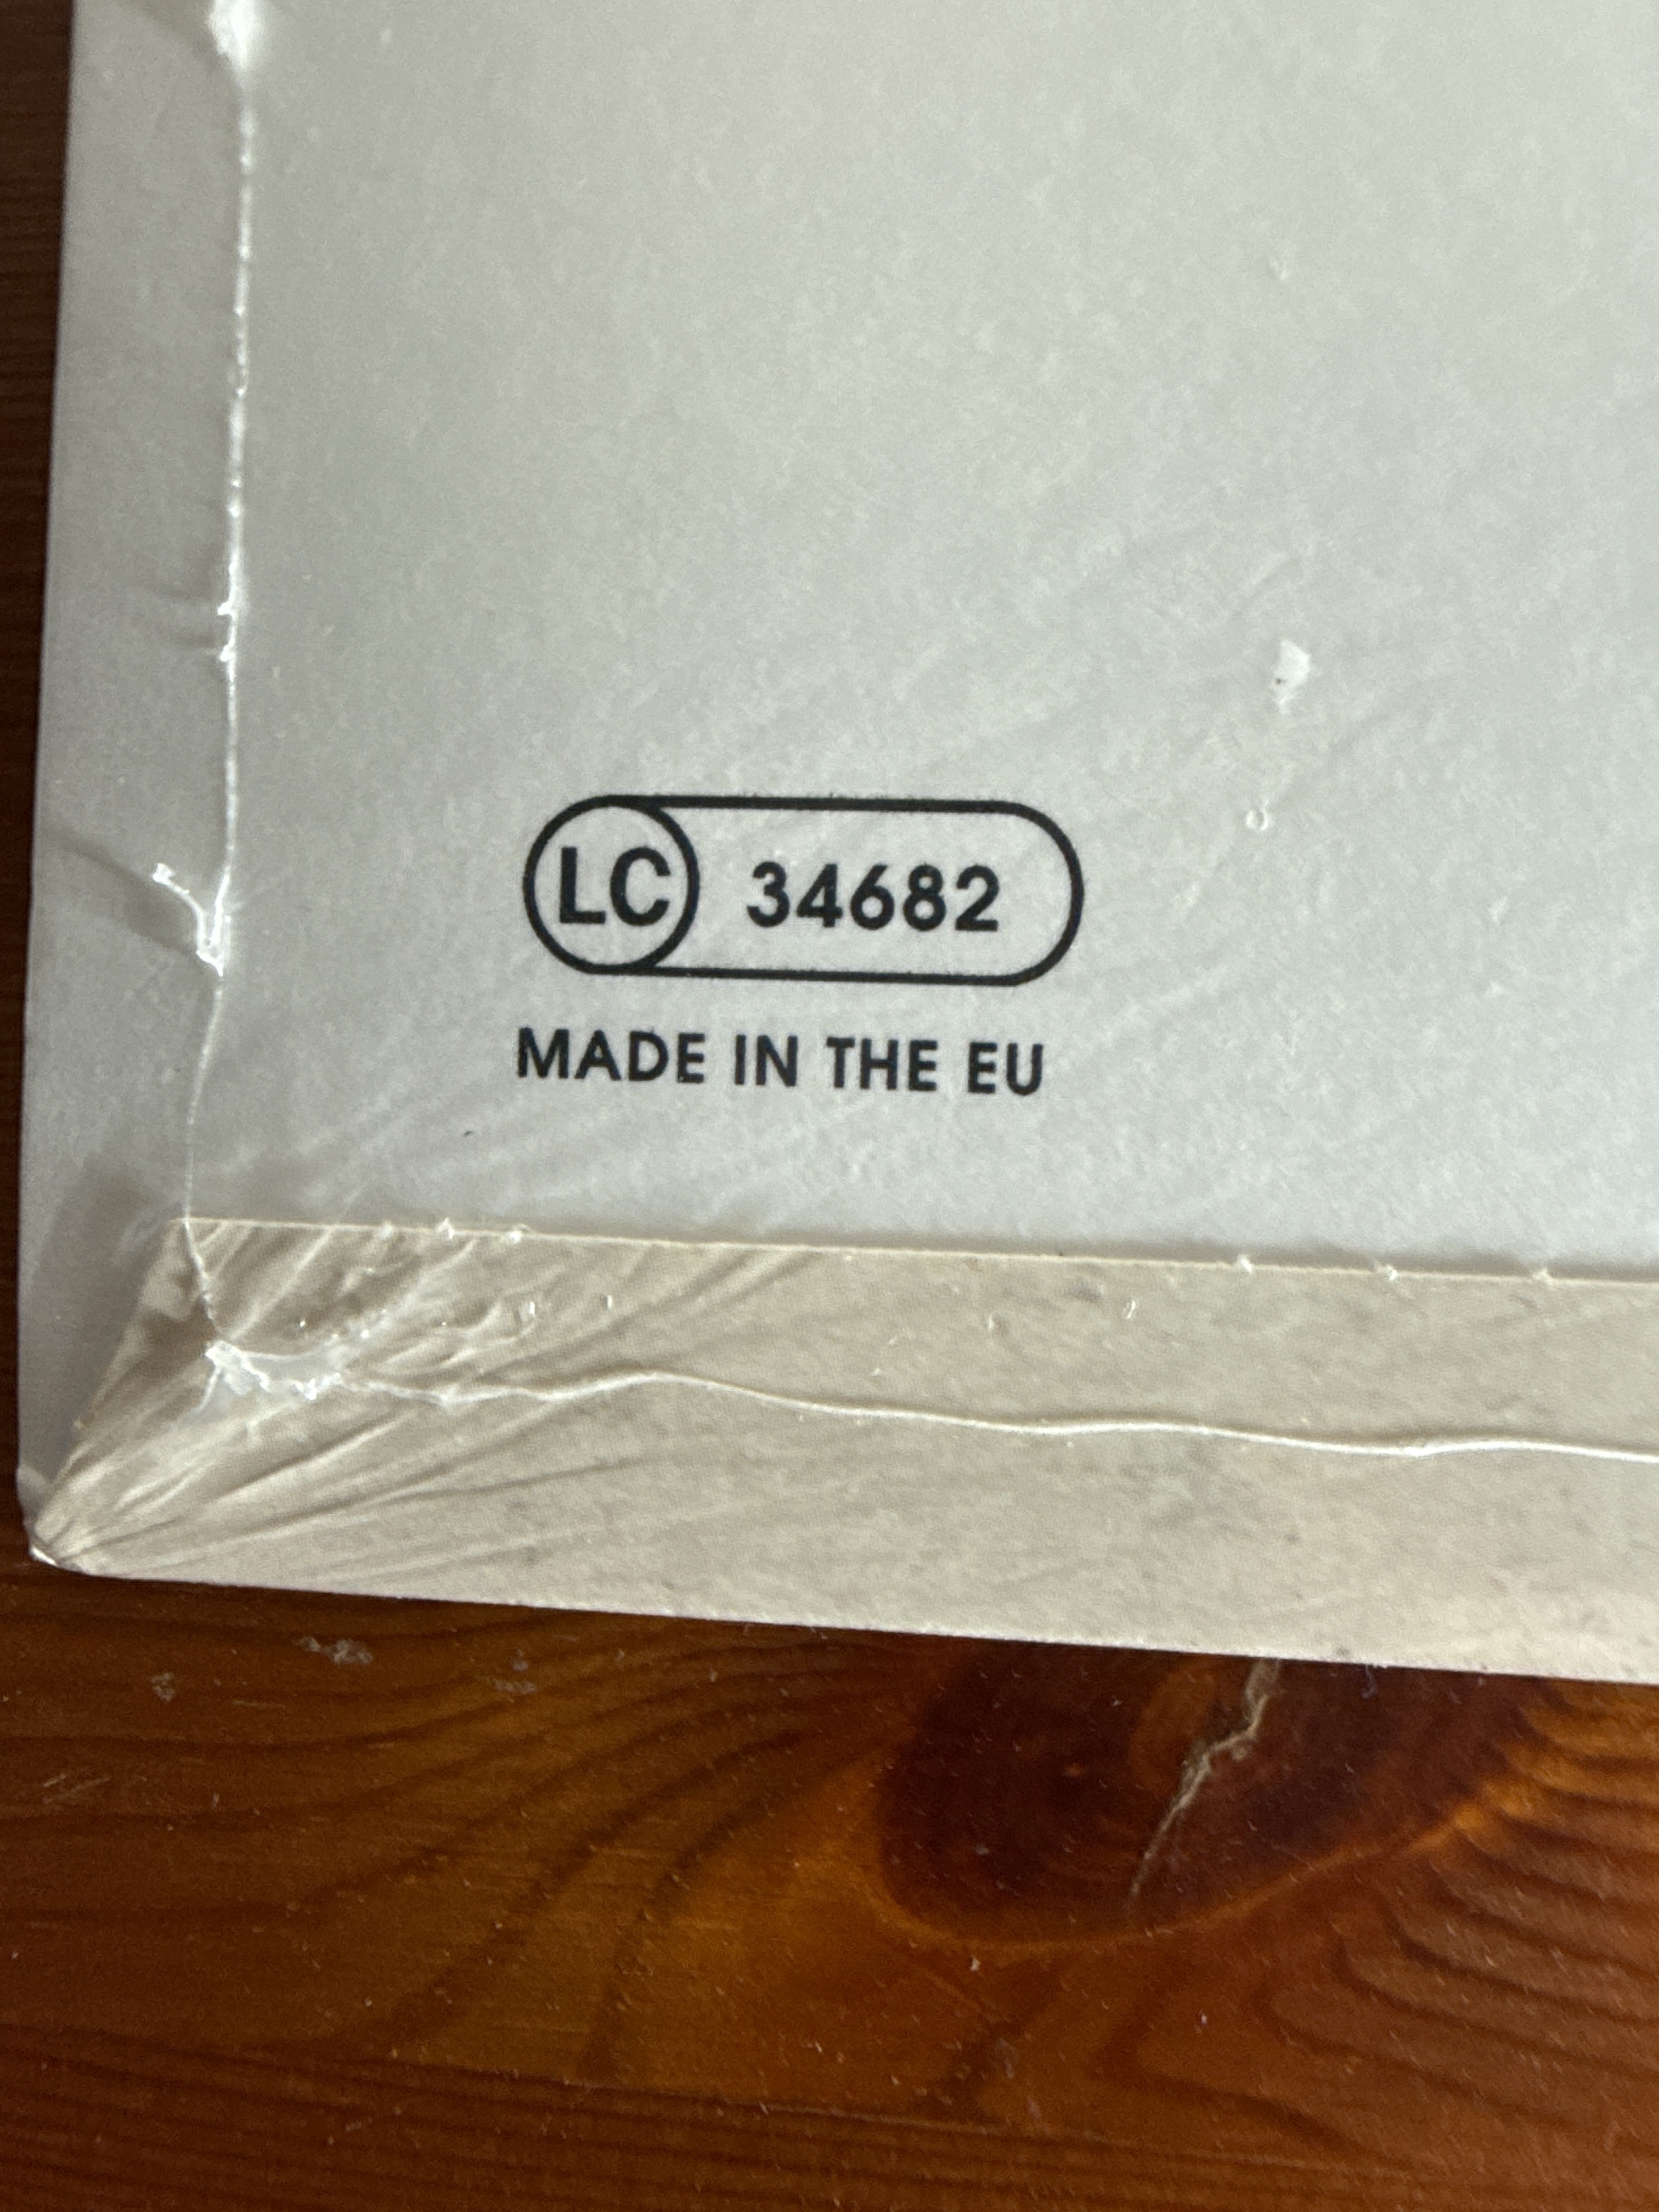 LC 34682
MADE IN THE EU